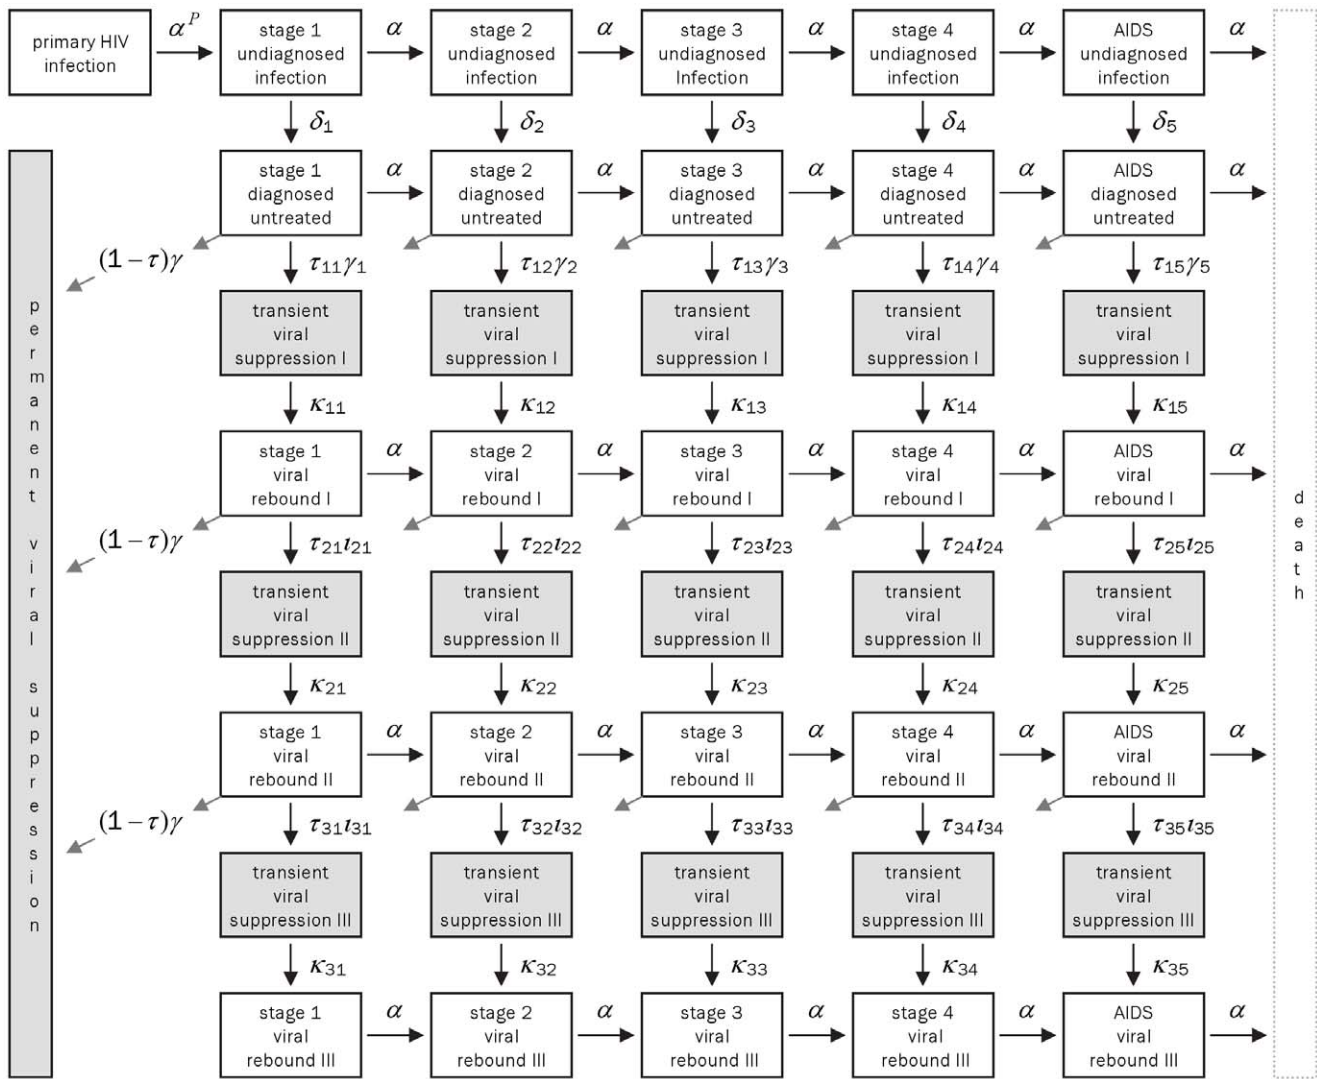 primary HIV
infection
α^P
stage 1
undiagnosed
infection
α
stage 2
undiagnosed
infection
α
stage 3
undiagnosed
Infection
α
stage 4
undiagnosed
infection
α
AIDS
undiagnosed
infection
α
δ₁
δ₂
δ₃
δ₄
δ₅
stage 1
diagnosed
untreated
α
stage 2
diagnosed
untreated
α
stage 3
diagnosed
untreated
α
stage 4
diagnosed
untreated
α
AIDS
diagnosed
untreated
α
(1−τ)γ
τ₁₁γ₁
τ₁₂γ₂
τ₁₃γ₃
τ₁₄γ₄
τ₁₅γ₅
transient
viral
suppression I
transient
viral
suppression I
transient
viral
suppression I
transient
viral
suppression I
transient
viral
suppression I
κ₁₁
κ₁₂
κ₁₃
κ₁₄
κ₁₅
stage 1
viral
rebound I
α
stage 2
viral
rebound I
α
stage 3
viral
rebound I
α
stage 4
viral
rebound I
α
AIDS
viral
rebound I
α
(1−τ)γ
τ₂₁ι₂₁
τ₂₂ι₂₂
τ₂₃ι₂₃
τ₂₄ι₂₄
τ₂₅ι₂₅
transient
viral
suppression II
transient
viral
suppression II
transient
viral
suppression II
transient
viral
suppression II
transient
viral
suppression II
κ₂₁
κ₂₂
κ₂₃
κ₂₄
κ₂₅
stage 1
viral
rebound II
α
stage 2
viral
rebound II
α
stage 3
viral
rebound II
α
stage 4
viral
rebound II
α
AIDS
viral
rebound II
α
(1−τ)γ
τ₃₁ι₃₁
τ₃₂ι₃₂
τ₃₃ι₃₃
τ₃₄ι₃₄
τ₃₅ι₃₅
transient
viral
suppression III
transient
viral
suppression III
transient
viral
suppression III
transient
viral
suppression III
transient
viral
suppression III
κ₃₁
κ₃₂
κ₃₃
κ₃₄
κ₃₅
stage 1
viral
rebound III
α
stage 2
viral
rebound III
α
stage 3
viral
rebound III
α
stage 4
viral
rebound III
α
AIDS
viral
rebound III
α
permanent viral suppression
death